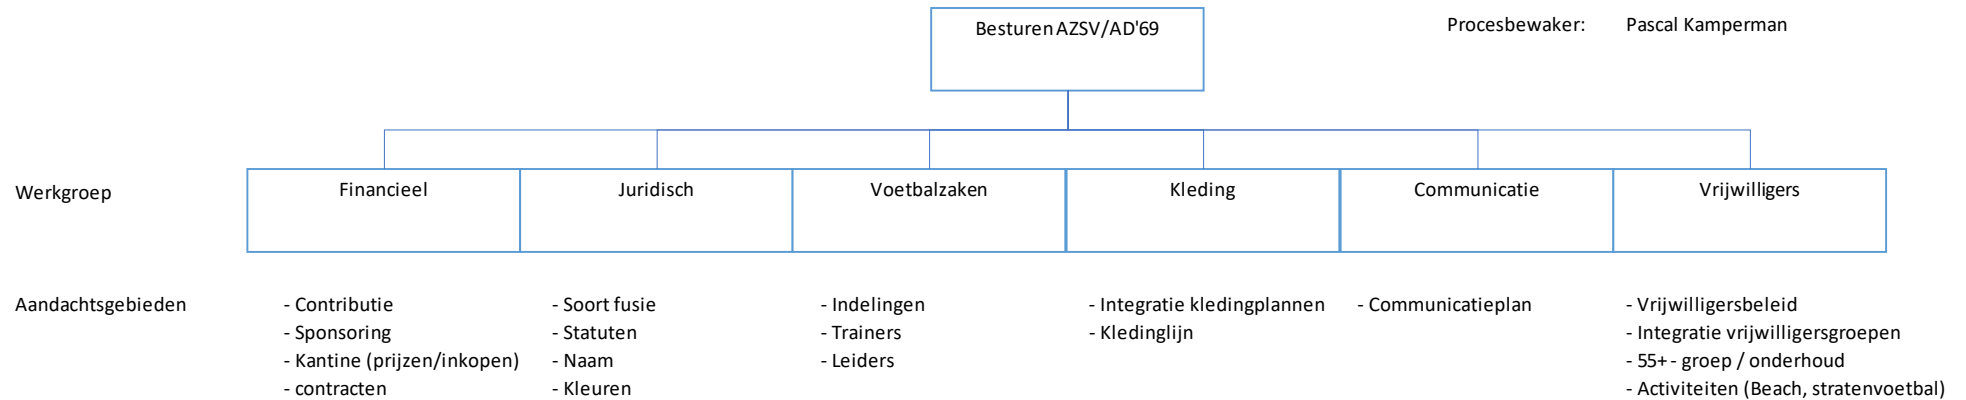 Besturen AZSV/AD'69
Procesbewaker: Pascal Kamperman
Werkgroep
Financieel
Juridisch
Voetbalzaken
Kleding
Communicatie
Vrijwilligers
Aandachtsgebieden
- Contributie
- Sponsoring
- Kantine (prijzen/inkopen)
- contracten
- Soort fusie
- Statuten
- Naam
- Kleuren
- Indelingen
- Trainers
- Leiders
- Integratie kledingplannen
- Kledinglijn
- Communicatieplan
- Vrijwilligersbeleid
- Integratie vrijwilligersgroepen
- 55+ - groep / onderhoud
- Activiteiten (Beach, stratenvoetbal)